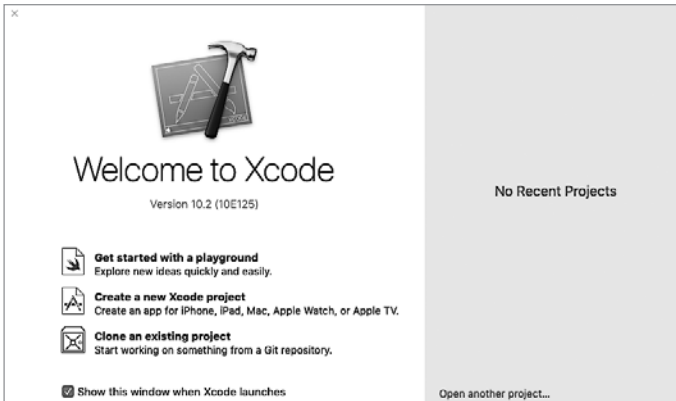 Welcome to Xcode
Version 10.2 (10E125)
Get started with a playground
Explore new ideas quickly and easily.
Create a new Xcode project
Create an app for iPhone, iPad, Mac, Apple Watch, or Apple TV.
Clone an existing project
Start working on something from a Git repository.
Show this window when Xcode launches
No Recent Projects
Open another project...